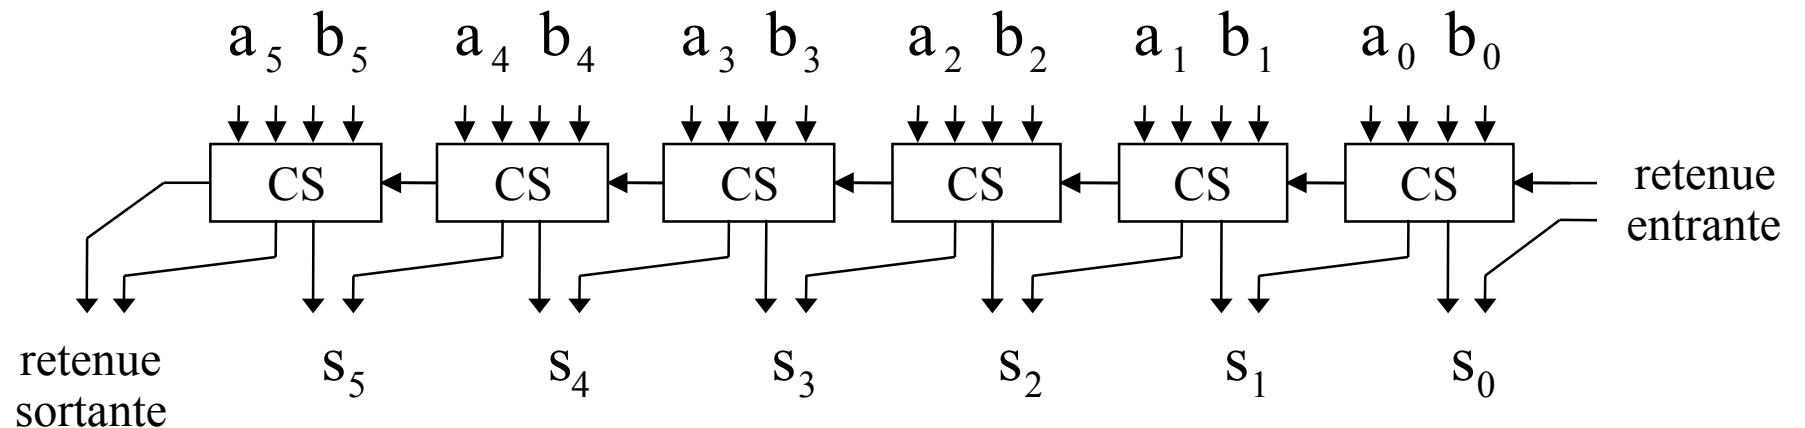 a₅ b₅ a₄ b₄ a₃ b₃ a₂ b₂ a₁ b₁ a₀ b₀
CS CS CS CS CS CS
retenue
entrante
retenue
sortante
s₅ s₄ s₃ s₂ s₁ s₀